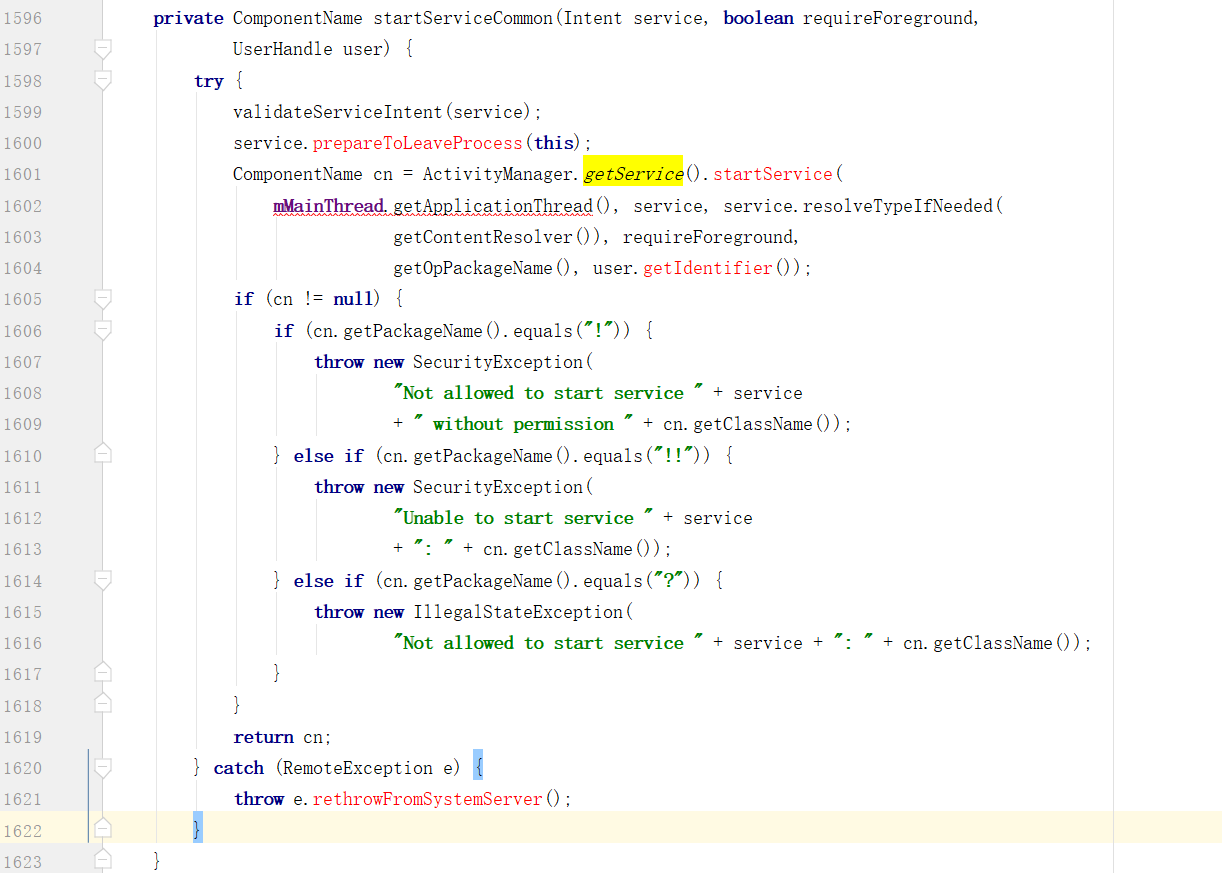 1596 private ComponentName startServiceCommon(Intent service, boolean requireForeground,
1597 UserHandle user) {
1598 try {
1599 validateServiceIntent(service);
1600 service.prepareToLeaveProcess(this);
1601 ComponentName cn = ActivityManager.getService().startService(
1602 mMainThread.getApplicationThread(), service, service.resolveTypeIfNeeded(
1603 getContentResolver()), requireForeground,
1604 getOpPackageName(), user.getIdentifier());
1605 if (cn != null) {
1606 if (cn.getPackageName().equals("!")) {
1607 throw new SecurityException(
1608 "Not allowed to start service " + service
1609 + " without permission " + cn.getClassName());
1610 } else if (cn.getPackageName().equals("!!")) {
1611 throw new SecurityException(
1612 "Unable to start service " + service
1613 + ": " + cn.getClassName());
1614 } else if (cn.getPackageName().equals("?")) {
1615 throw new IllegalStateException(
1616 "Not allowed to start service " + service + ": " + cn.getClassName());
1617 }
1618 }
1619 return cn;
1620 } catch (RemoteException e) {
1621 throw e.rethrowFromSystemServer();
1622 }
1623 }